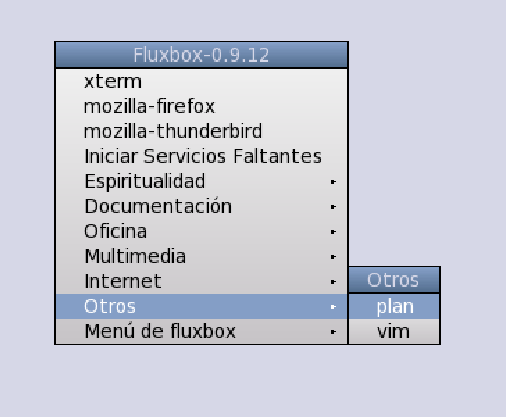 Fluxbox-0.9.12
xterm
mozilla-firefox
mozilla-thunderbird
Iniciar Servicios Faltantes
Espiritualidad
Documentación
Oficina
Multimedia
Internet
Otros
Menú de fluxbox
Otros
plan
vim